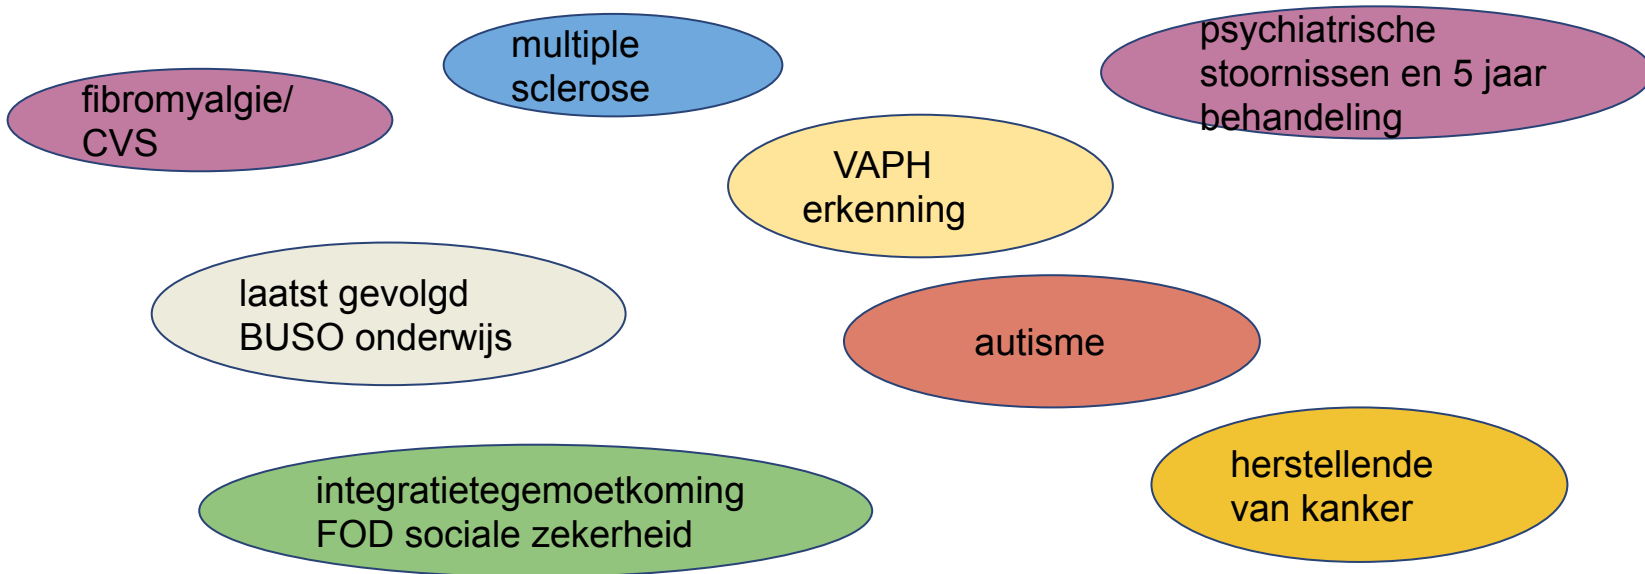 multiple
sclerose
psychiatrische
stoornissen en 5 jaar
behandeling
fibromyalgie/
CVS
VAPH
erkenning
laatst gevolgd
BUSO onderwijs
autisme
integratietegemoetkoming
FOD sociale zekerheid
herstellende
van kanker